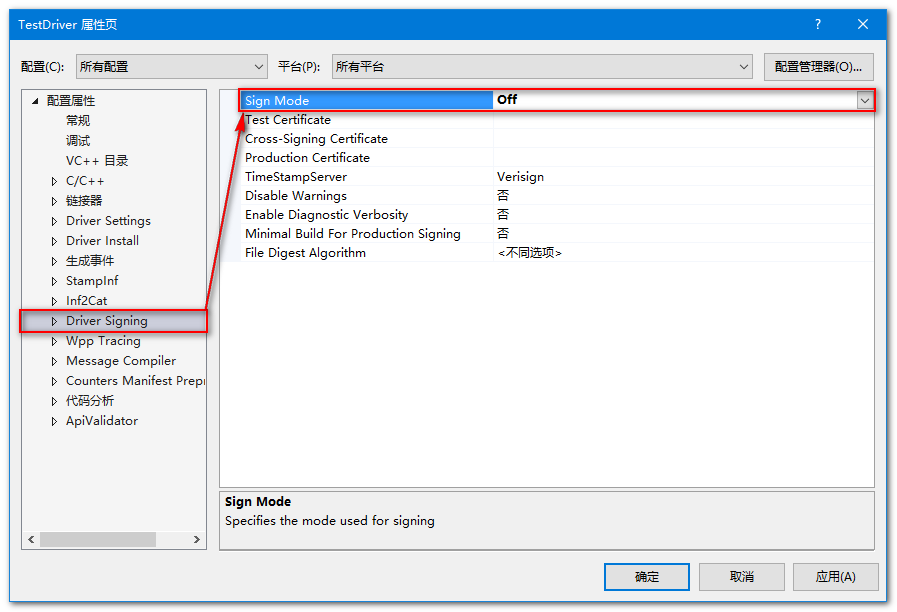 TestDriver 属性页
配置(C): 所有配置 平台(P): 所有平台 配置管理器(O)...
配置属性
常规
调试
VC++ 目录
C/C++
链接器
Driver Settings
Driver Install
生成事件
StampInf
Inf2Cat
Driver Signing
Wpp Tracing
Message Compiler
Counters Manifest Prepr
代码分析
ApiValidator
Sign Mode Off
Test Certificate
Cross-Signing Certificate
Production Certificate
TimeStampServer Verisign
Disable Warnings 否
Enable Diagnostic Verbosity 否
Minimal Build For Production Signing 否
File Digest Algorithm <不同选项>
Sign Mode
Specifies the mode used for signing
确定 取消 应用(A)